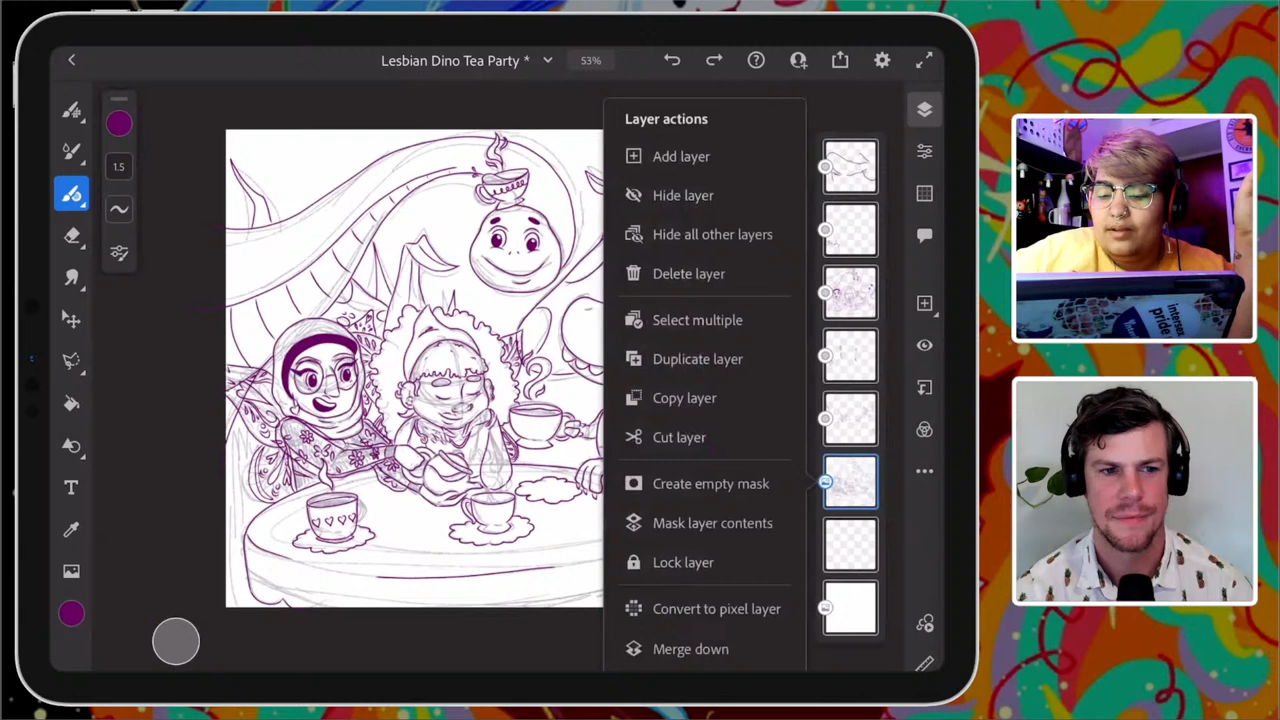 Lesbian Dino Tea Party *
53%
1.5
Layer actions
Add layer
Hide layer
Hide all other layers
Delete layer
Select multiple
Duplicate layer
Copy layer
Cut layer
Create empty mask
Mask layer contents
Lock layer
Convert to pixel layer
Merge down
intersex
pride